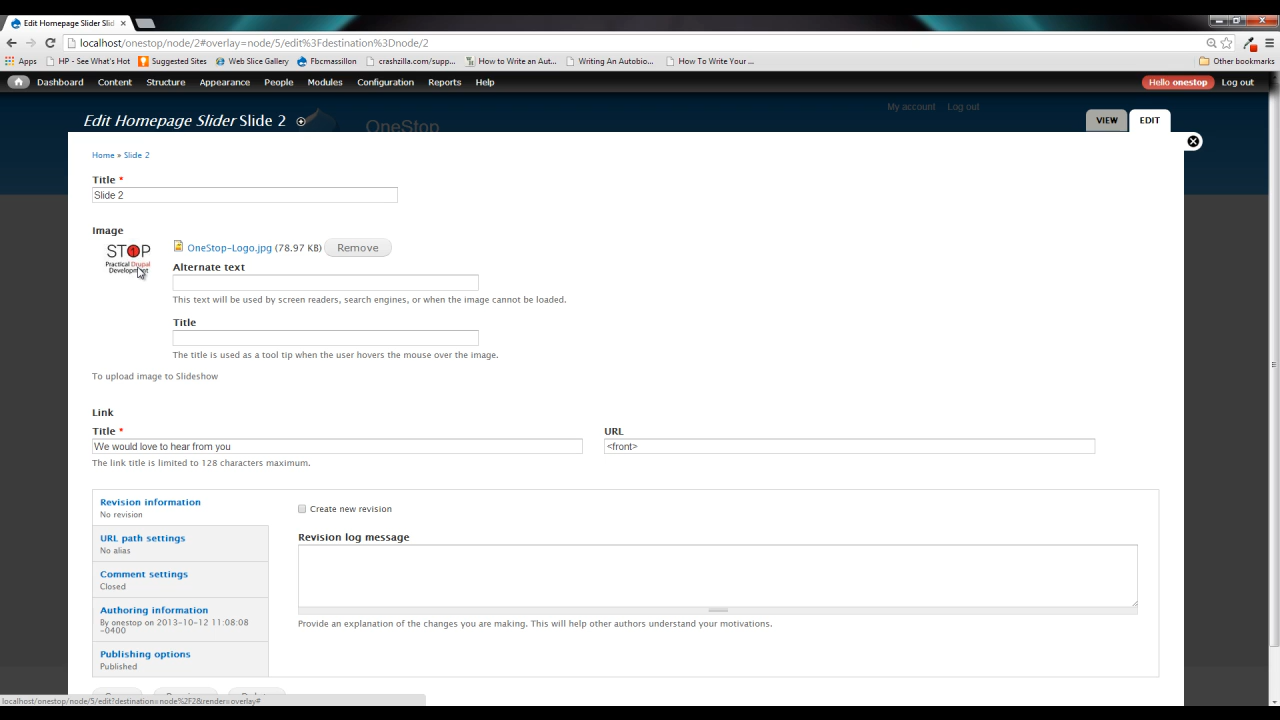 Edit Homepage Slider Slid
localhost/onestop/node/2#overlay=node/5/edit%3Fdestination%3Dnode/2
Apps HP - See What's Hot Suggested Sites Web Slice Gallery Fbcmassillon crashzilla.com/supp... How to Write an Aut... Writing An Autobio... How To Write Your ... Other bookmarks
Dashboard Content Structure Appearance People Modules Configuration Reports Help Hello onestop Log out
My account Log out
Edit Homepage Slider Slide 2 OneStop VIEW EDIT
Home » Slide 2
Title *
Slide 2
Image
STOP
Practical Drupal
Development
OneStop-Logo.jpg (78.97 KB) Remove
Alternate text
This text will be used by screen readers, search engines, or when the image cannot be loaded.
Title
The title is used as a tool tip when the user hovers the mouse over the image.
To upload image to Slideshow
Link
Title * URL
We would love to hear from you <front>
The link title is limited to 128 characters maximum.
Revision information
No revision
Create new revision
URL path settings
No alias
Revision log message
Comment settings
Closed
Authoring information
By onestop on 2013-10-12 11:08:08
-0400
Provide an explanation of the changes you are making. This will help other authors understand your motivations.
Publishing options
Published
localhost/onestop/node/5/edit?destination=node%2F2&render=overlay#